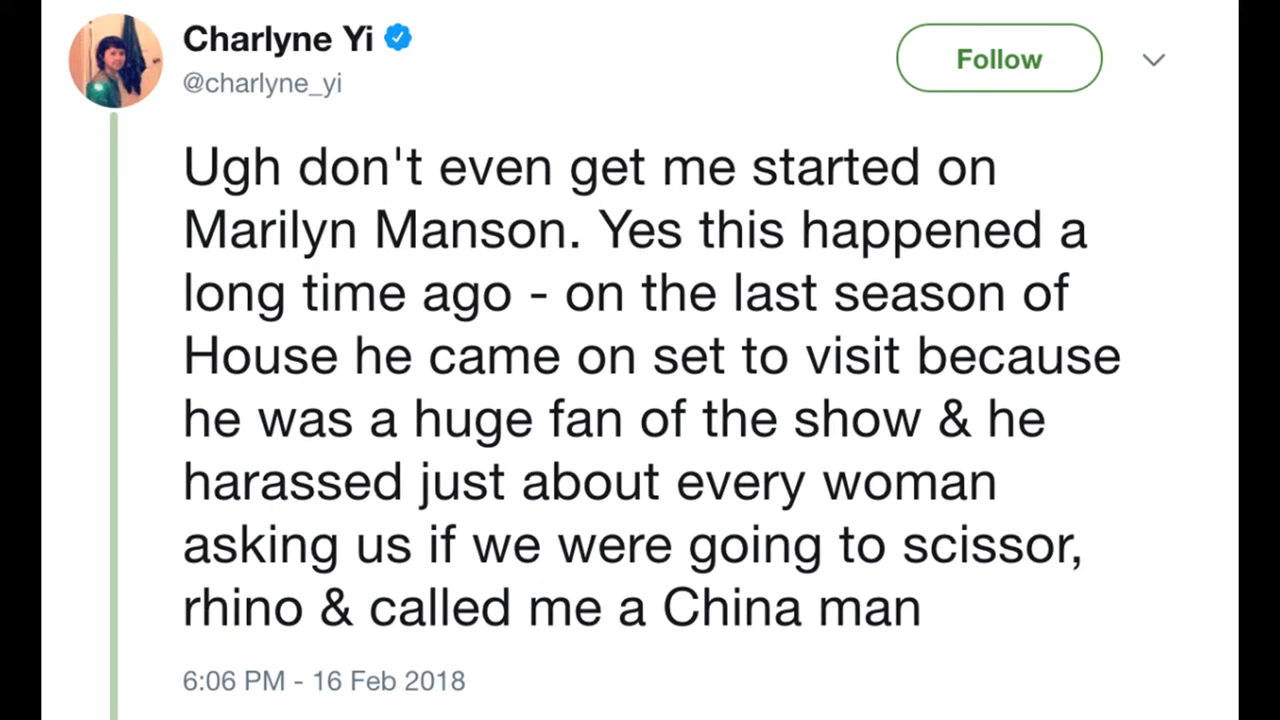 Charlyne Yi
@charlyne_yi
Follow
Ugh don't even get me started on
Marilyn Manson. Yes this happened a
long time ago - on the last season of
House he came on set to visit because
he was a huge fan of the show & he
harassed just about every woman
asking us if we were going to scissor,
rhino & called me a China man
6:06 PM - 16 Feb 2018